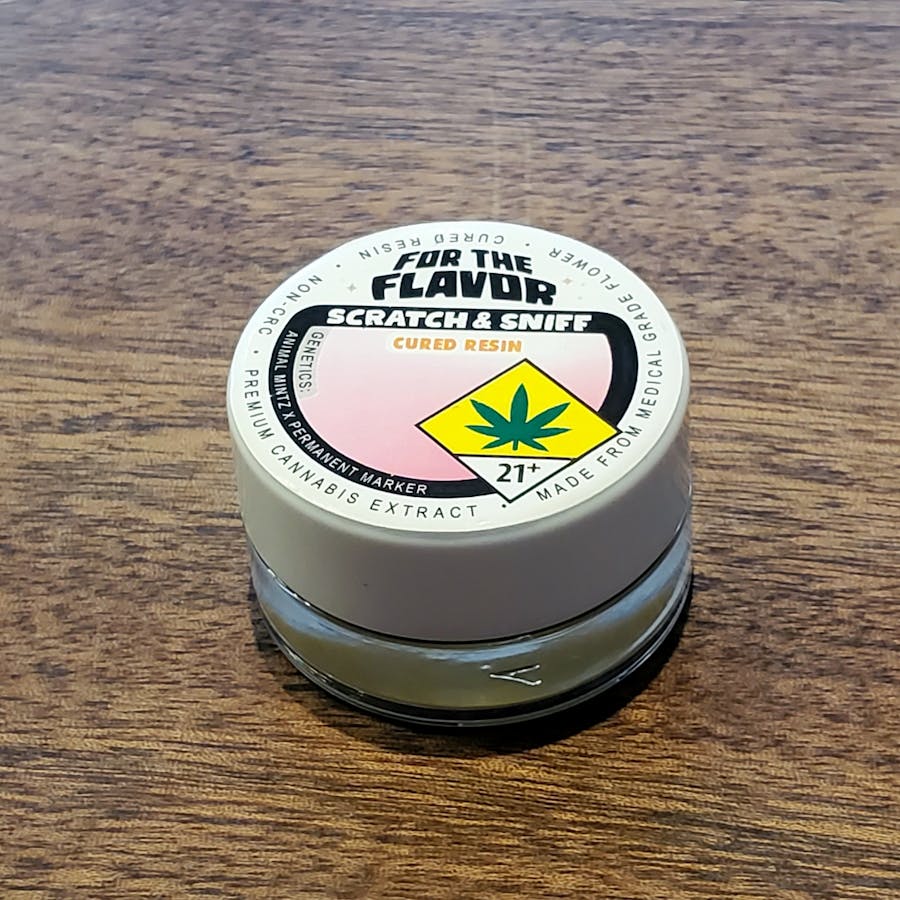 FOR THE
FLAVOR
SCRATCH & SNIFF
CURED RESIN
GENETICS:
ANIMAL MINTZ X PERMANENT MARKER
21+
NON-CRC • CURED RESIN • MADE FROM MEDICAL GRADE FLOWER • PREMIUM CANNABIS EXTRACT •